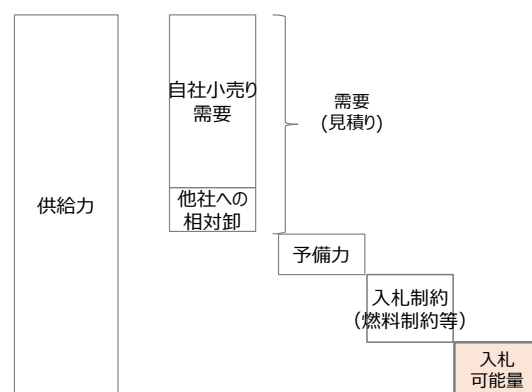 供給力
自社小売り
需要
他社への
相対卸
需要
(見積り)
予備力
入札制約
(燃料制約等)
入札
可能量